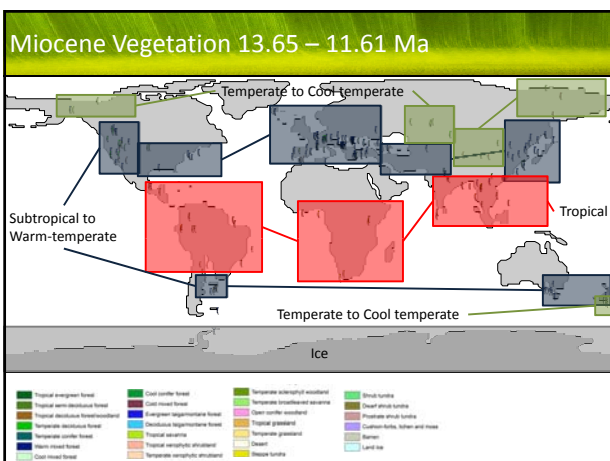 Miocene Vegetation 13.65 – 11.61 Ma
Temperate to Cool temperate
Subtropical to
Warm-temperate
Tropical
Temperate to Cool temperate
Ice
Tropical evergreen forest
Tropical semi-deciduous forest
Tropical deciduous forest/woodland
Temperate deciduous forest
Temperate conifer forest
Warm mixed forest
Cool mixed forest
Cool conifer forest
Cold mixed forest
Evergreen taiga/montane forest
Deciduous taiga/montane forest
Tropical savanna
Tropical xerophytic shrubland
Temperate xerophytic shrubland
Temperate sclerophyll woodland
Temperate broadleaved savanna
Open conifer woodland
Tropical grassland
Temperate grassland
Desert
Steppe tundra
Shrub tundra
Dwarf shrub tundra
Prostrate shrub tundra
Cushion-forbs, lichen and moss
Barren
Land ice